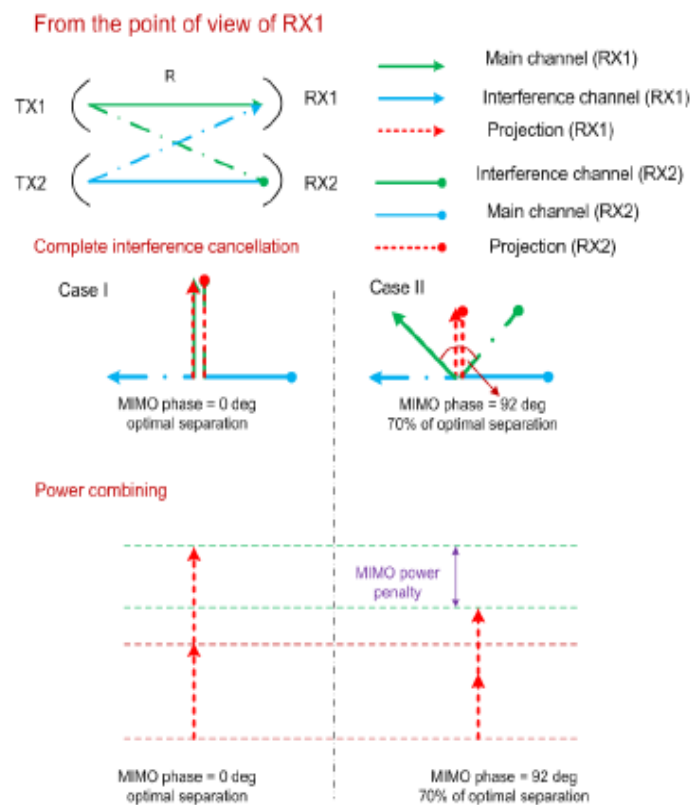 From the point of view of RX1
R
TX1
RX1
TX2
RX2
Main channel (RX1)
Interference channel (RX1)
Projection (RX1)
Interference channel (RX2)
Main channel (RX2)
Projection (RX2)
Complete interference cancellation
Case I
MIMO phase = 0 deg
optimal separation
Case II
MIMO phase = 92 deg
70% of optimal separation
Power combining
MIMO power
penalty
MIMO phase = 0 deg
optimal separation
MIMO phase = 92 deg
70% of optimal separation